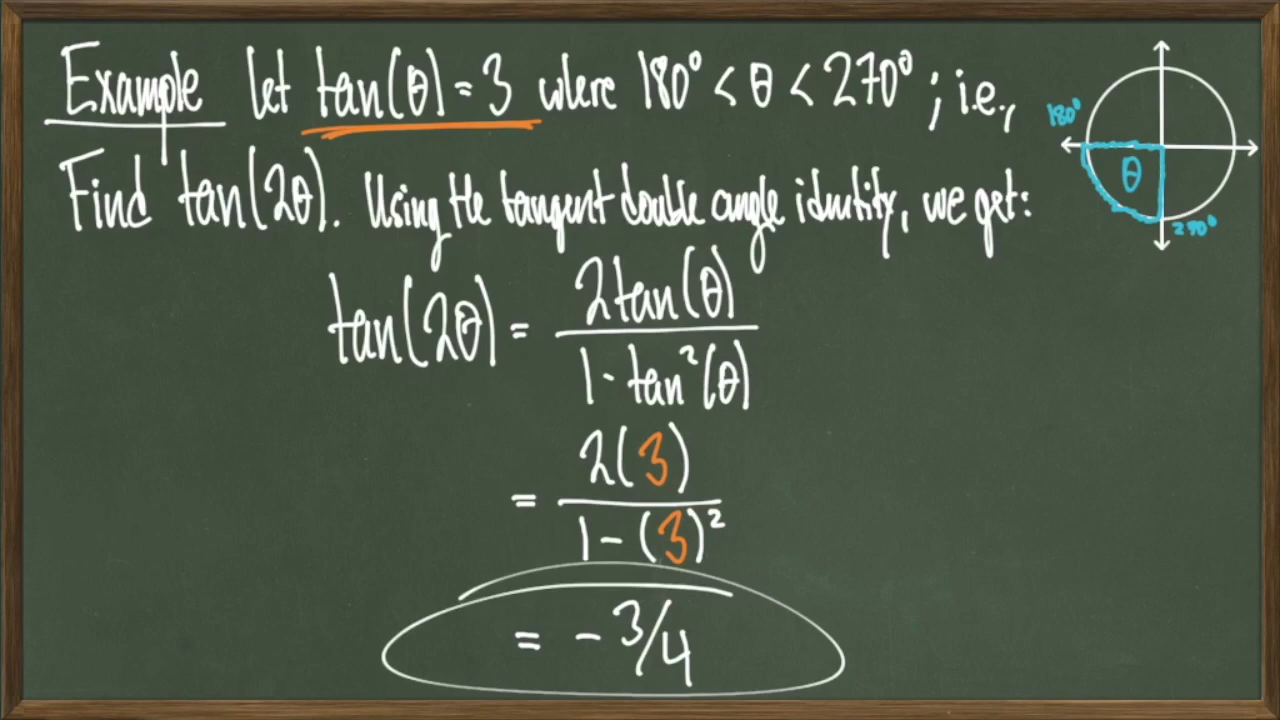 Example let tan(θ) = 3 where 180° < θ < 270° ; i.e.,
180°
θ
270°
Find tan(2θ). Using the tangent double angle identity, we get:
tan(2θ) = 2tan(θ)
1 - tan²(θ)
= 2(3)
1 - (3)²
= - 3/4